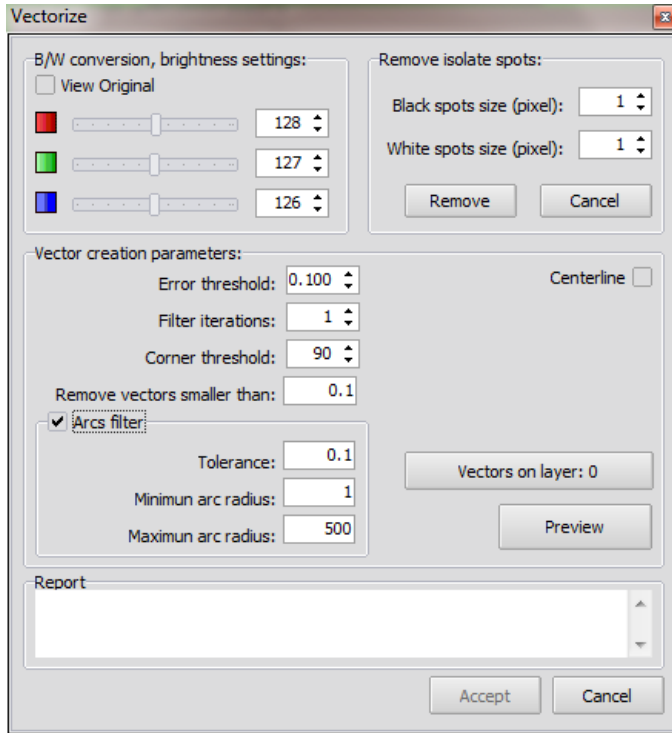 Vectorize
B/W conversion, brightness settings:
View Original
128
127
126
Remove isolate spots:
Black spots size (pixel): 1
White spots size (pixel): 1
Remove Cancel
Vector creation parameters:
Error threshold: 0.100
Centerline
Filter iterations: 1
Corner threshold: 90
Remove vectors smaller than: 0.1
Arcs filter
Tolerance: 0.1
Minimun arc radius: 1
Maximun arc radius: 500
Vectors on layer: 0
Preview
Report
Accept Cancel